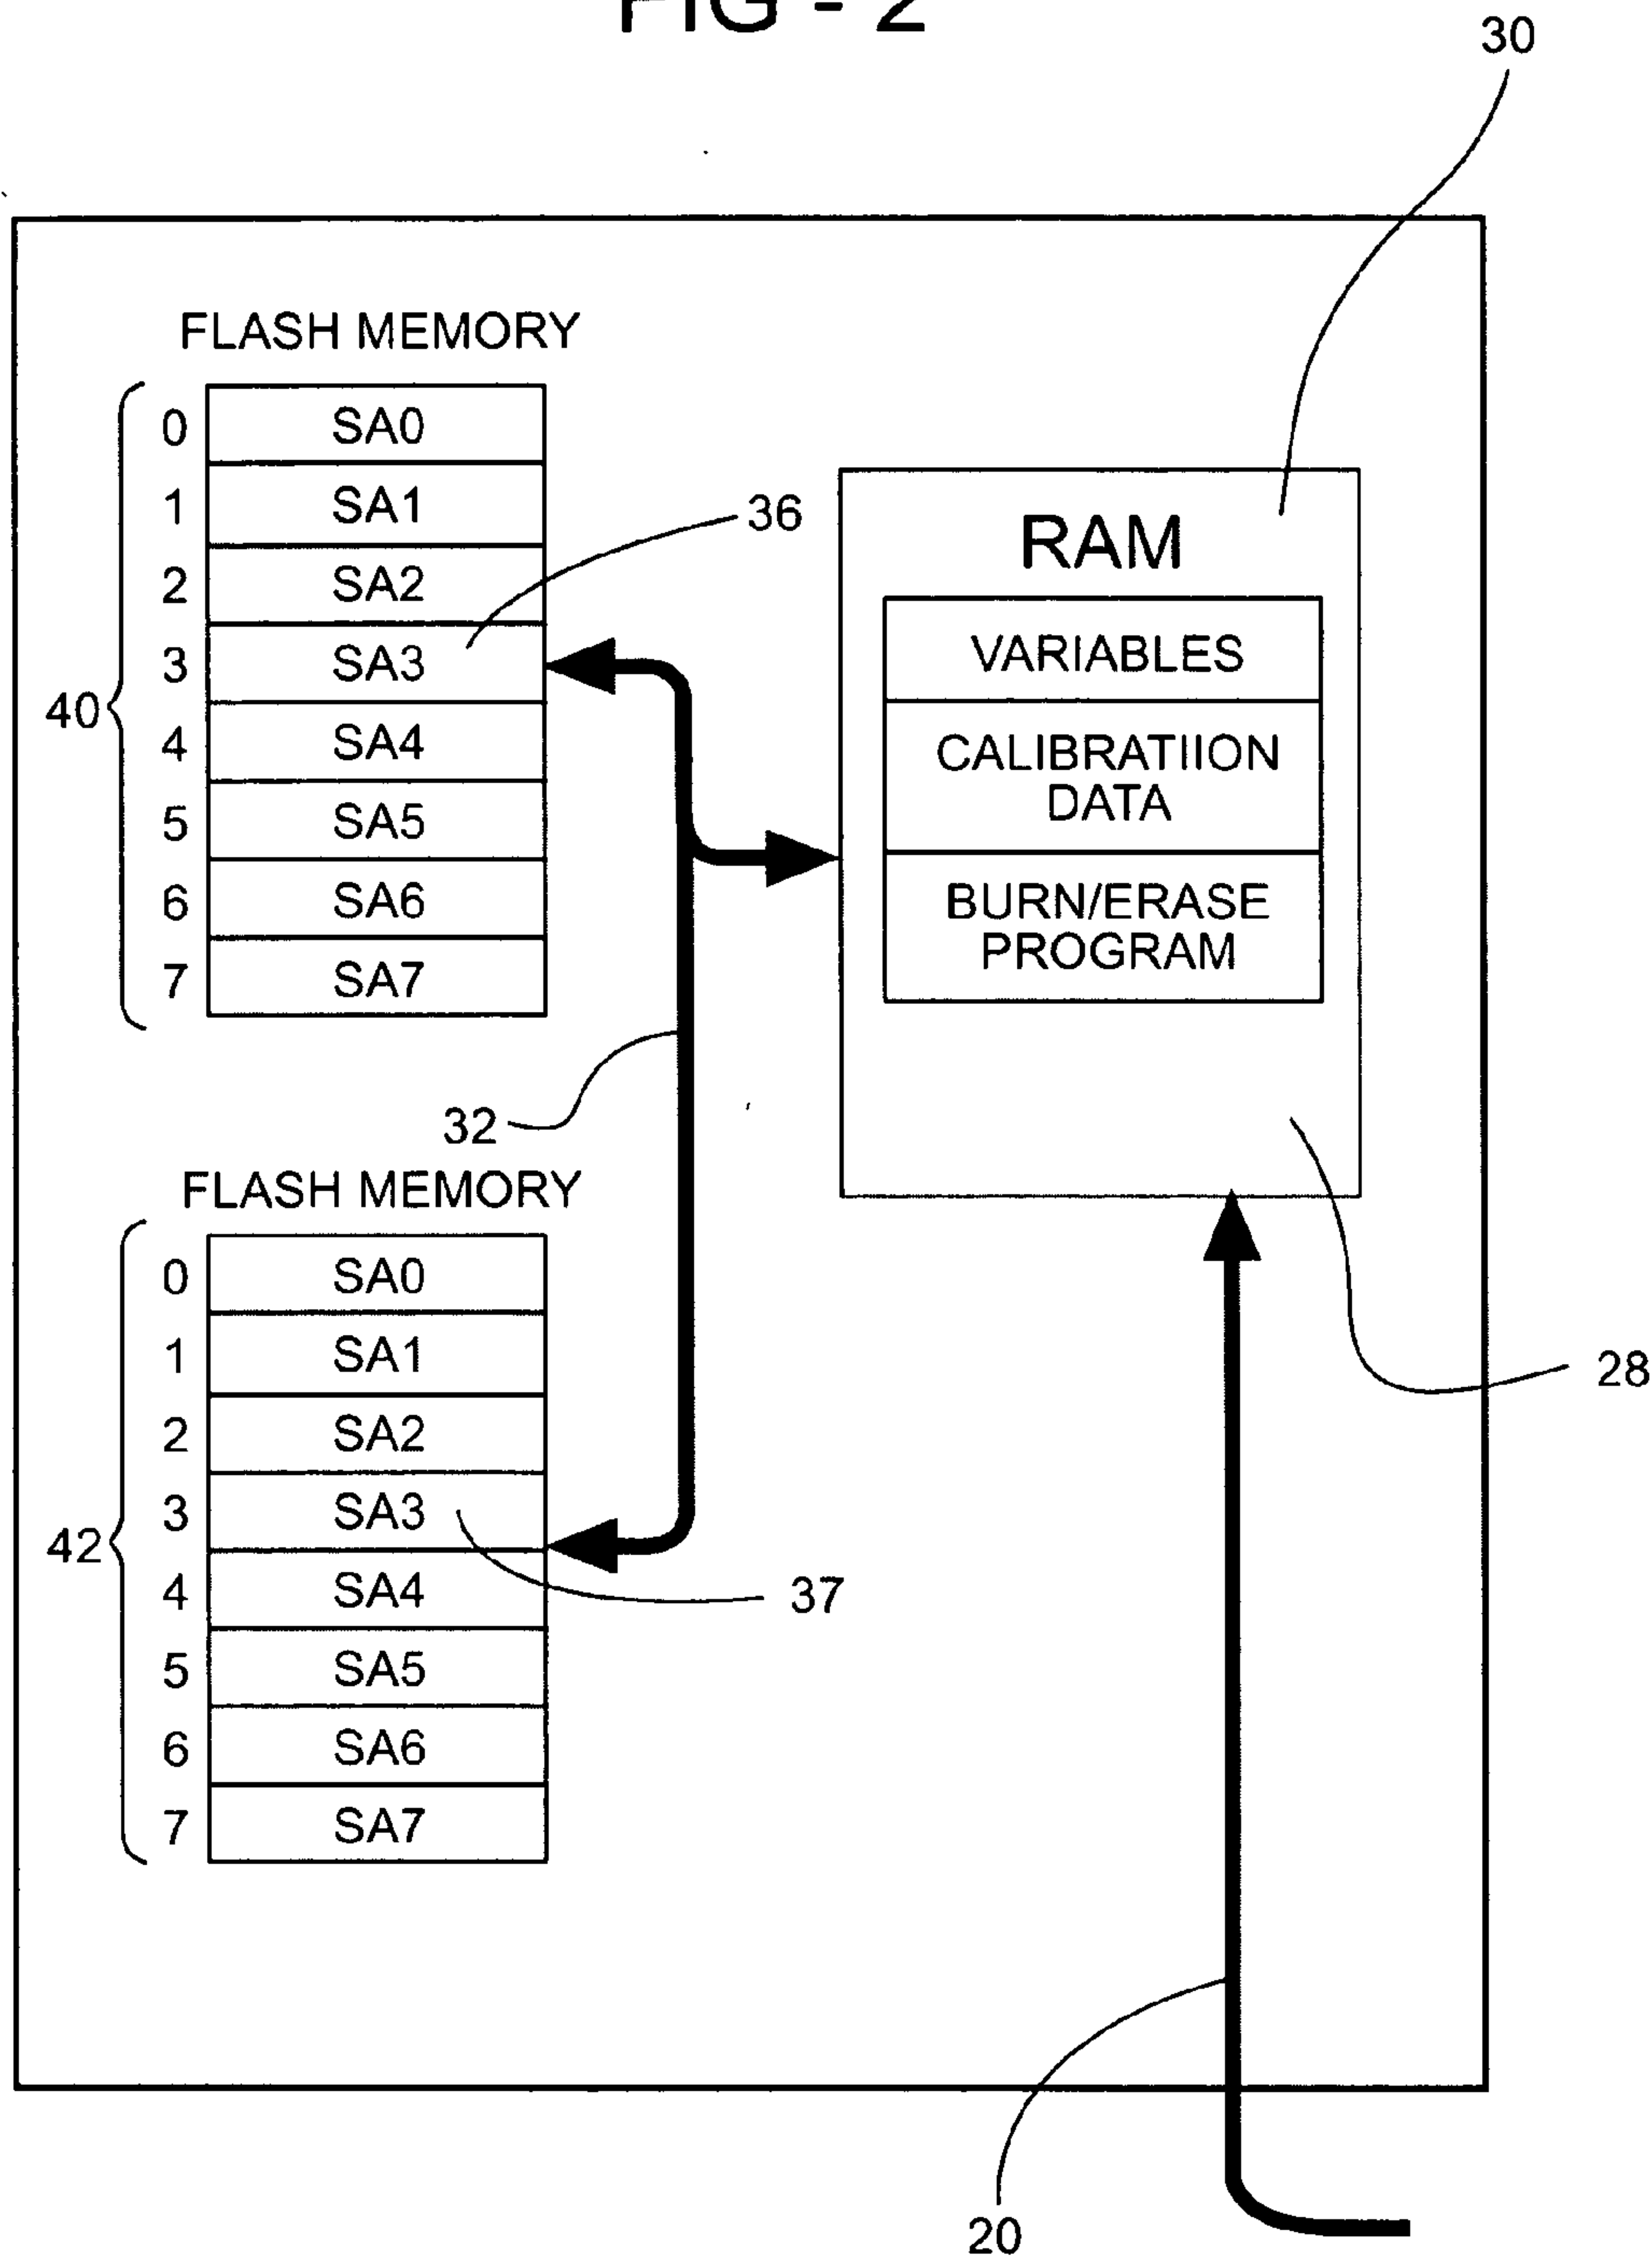 FIG - 2
30
FLASH MEMORY
0 SA0
1 SA1
2 SA2
3 SA3
4 SA4
5 SA5
6 SA6
7 SA7
40
36
RAM
VARIABLES
CALIBRATIION
DATA
BURN/ERASE
PROGRAM
32
28
FLASH MEMORY
0 SA0
1 SA1
2 SA2
3 SA3
4 SA4
5 SA5
6 SA6
7 SA7
42
37
20